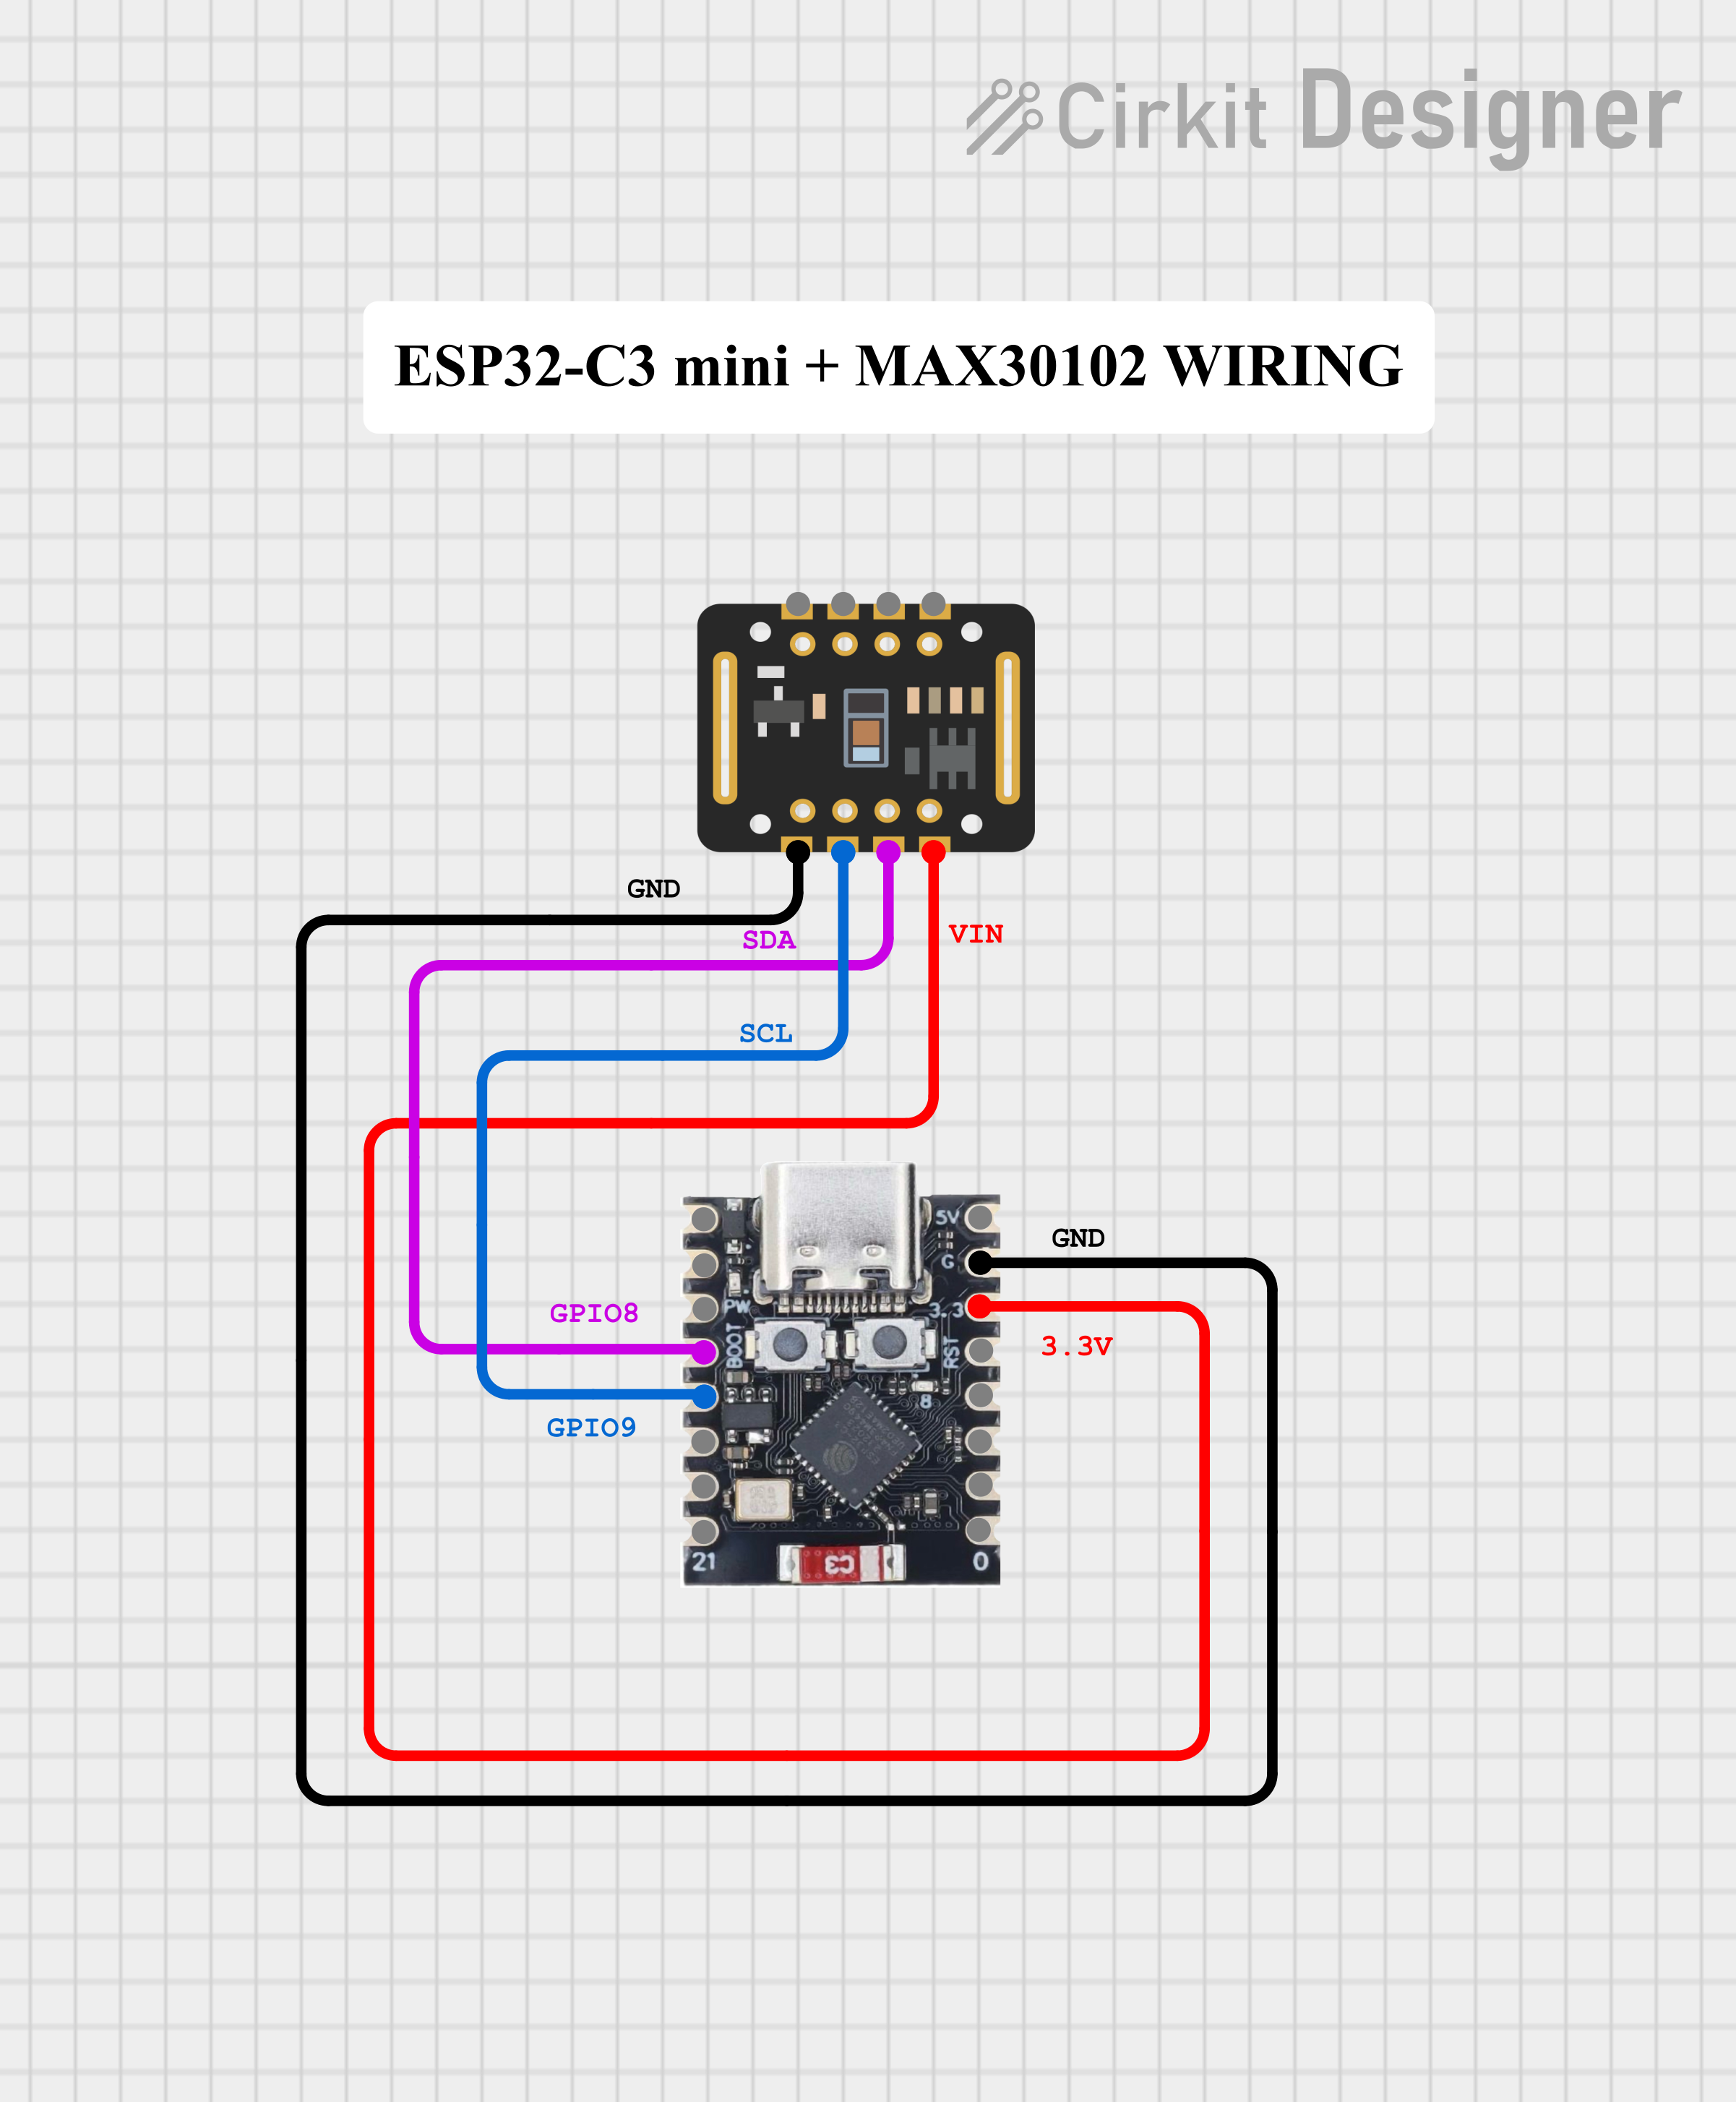 Cirkit Designer
ESP32-C3 mini + MAX30102 WIRING
GND
SDA
VIN
SCL
5V
G
GND
GPIO8
PW
3.3
BOOT
RST
3.3V
8
GPIO9
C3
21
0